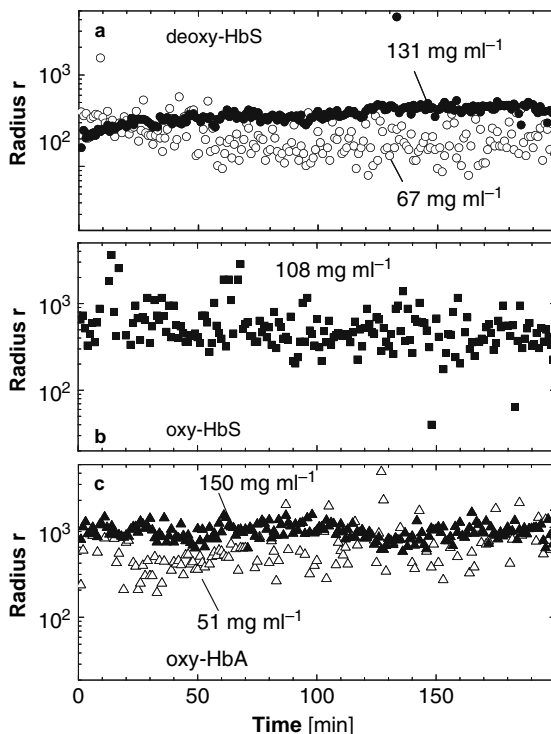 a
deoxy-HbS
131 mg ml⁻¹
67 mg ml⁻¹
Radius r
10³
10²
108 mg ml⁻¹
Radius r
10³
10²
b
oxy-HbS
c
150 mg ml⁻¹
51 mg ml⁻¹
oxy-HbA
Radius r
10³
10²
0 50 100 150
Time [min]